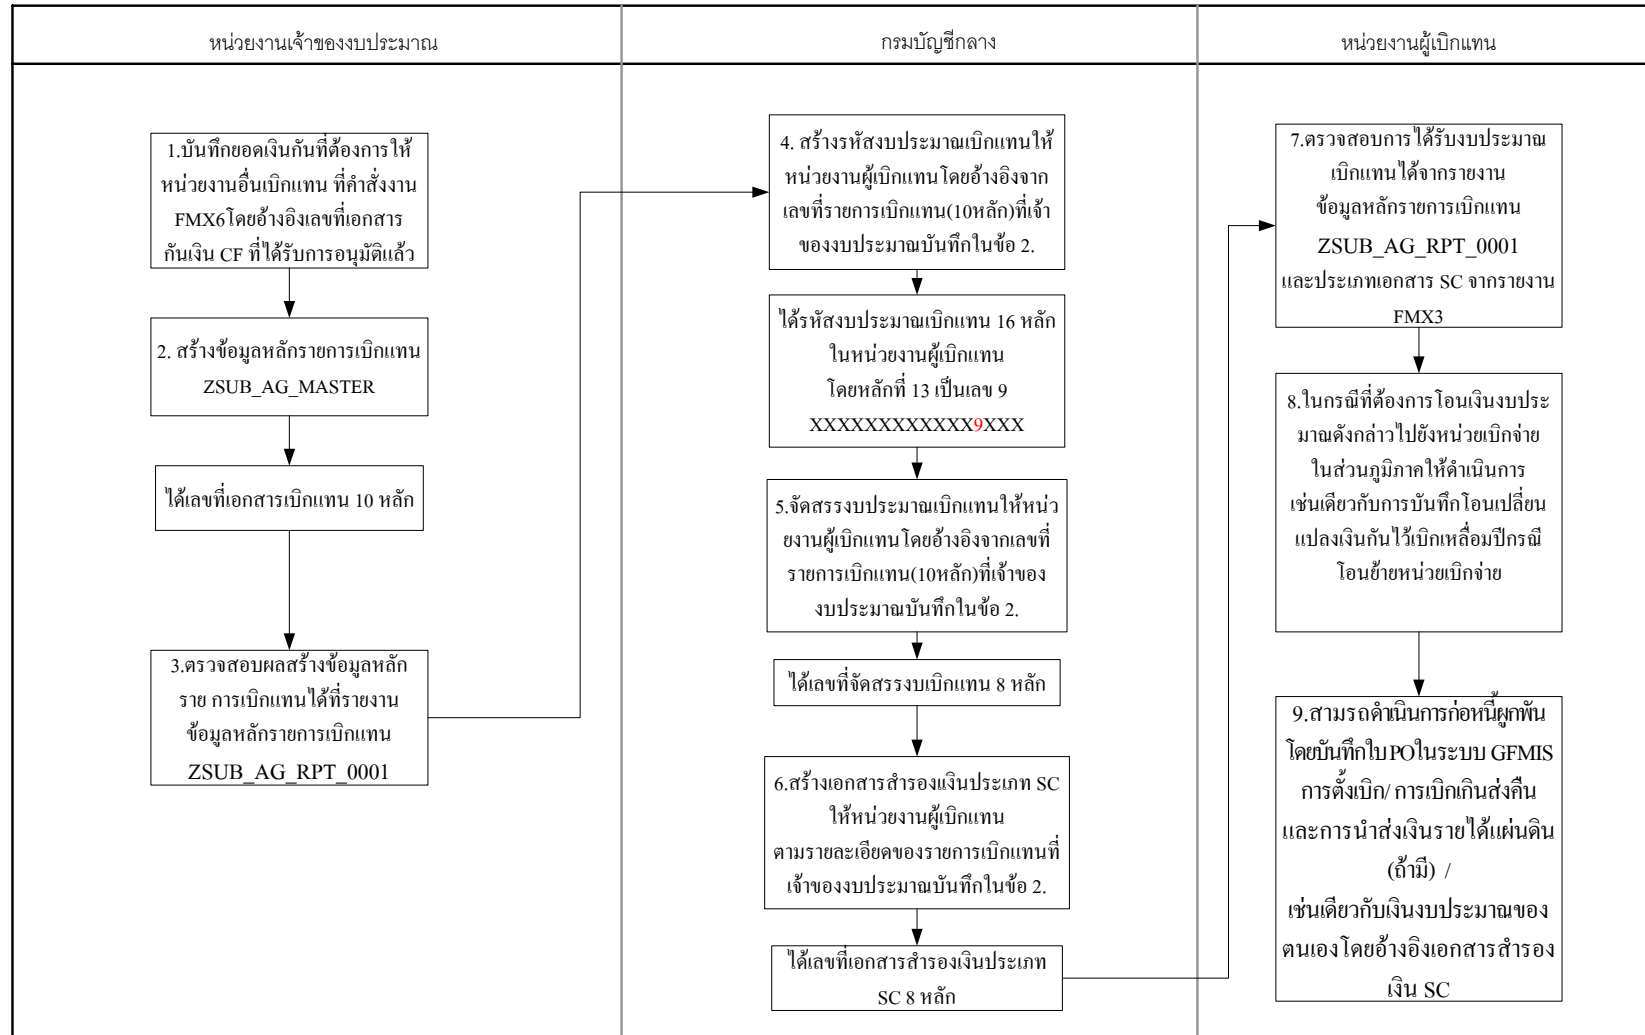 หน่วยงานเจ้าของงบประมาณ
กรมบัญชีกลาง
หน่วยงานผู้เบิกแทน
1.บันทึกยอดเงินกันที่ต้องการให้
หน่วยงานอื่นเบิกแทน ที่คำสั่งงาน
FMX6โดยอ้างอิงเลขที่เอกสาร
กันเงิน CF ที่ได้รับการอนุมัติแล้ว
2. สร้างข้อมูลหลักรายการเบิกแทน
ZSUB_AG_MASTER
ได้เลขที่เอกสารเบิกแทน 10 หลัก
3.ตรวจสอบผลสร้างข้อมูลหลัก
ราย การเบิกแทนได้ที่รายงาน
ข้อมูลหลักรายการเบิกแทน
ZSUB_AG_RPT_0001
4. สร้างรหัสงบประมาณเบิกแทนให้
หน่วยงานผู้เบิกแทนโดยอ้างอิงจาก
เลขที่รายการเบิกแทน(10หลัก)ที่เจ้า
ของงบประมาณบันทึกในข้อ 2.
ได้รหัสงบประมาณเบิกแทน 16 หลัก
ในหน่วยงานผู้เบิกแทน
โดยหลักที่ 13 เป็นเลข 9
XXXXXXXXXXXX9XXX
5.จัดสรรงบประมาณเบิกแทนให้หน่ว
ยงานผู้เบิกแทนโดยอ้างอิงจากเลขที่
รายการเบิกแทน(10หลัก)ที่เจ้าของ
งบประมาณบันทึกในข้อ 2.
ได้เลขที่จัดสรรงบเบิกแทน 8 หลัก
6.สร้างเอกสารสำรองแงินประเภท SC
ให้หน่วยงานผู้เบิกแทน
ตามรายละเอียดของรายการเบิกแทนที่
เจ้าของงบประมาณบันทึกในข้อ 2.
ได้เลขที่เอกสารสำรองเงินประเภท
SC 8 หลัก
7.ตรวจสอบการได้รับงบประมาณ
เบิกแทนได้จากรายงาน
ข้อมูลหลักรายการเบิกแทน
ZSUB_AG_RPT_0001
และประเภทเอกสาร SC จากรายงาน
FMX3
8.ในกรณีที่ต้องการโอนเงินงบประ
มาณดังกล่าวไปยังหน่วยเบิกจ่าย
ในส่วนภูมิภาคให้ดำเนินการ
เช่นเดียวกับการบันทึกโอนเปลี่ยน
แปลงเงินกันไว้เบิกเหลื่อมปีกรณี
โอนย้ายหน่วยเบิกจ่าย
9.สามรถดำเนินการก่อหนี้ผูกพัน
โดยบันทึกใบ POในระบบ GFMIS
การตั้งเบิก/ การเบิกเกินส่งคืน
และการนำส่งเงินรายได้แผ่นดิน
(ถ้ามี) /
เช่นเดียวกับเงินงบประมาณของ
ตนเองโดยอ้างอิงเอกสารสำรอง
เงิน SC